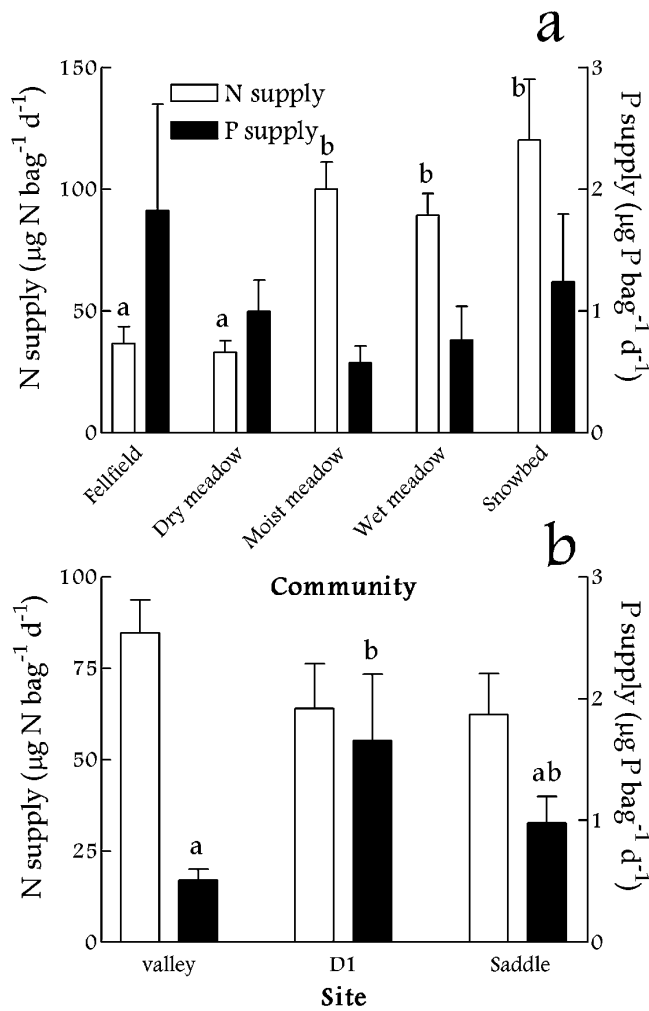 a
150
100
50
0
N supply (µg N bag⁻¹ d⁻¹)
N supply
P supply
a
a
b
b
b
3
2
1
0
P supply (µg P bag⁻¹ d⁻¹)
Fellfield
Dry meadow
Moist meadow
Wet meadow
Snowbed
Community
b
100
75
50
25
0
N supply (µg N bag⁻¹ d⁻¹)
a
b
ab
3
2
1
0
P supply (µg P bag⁻¹ d⁻¹)
valley
D1
Saddle
Site